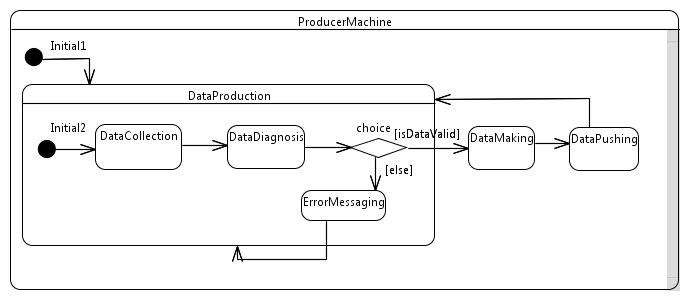 ProducerMachine
Initial1
DataProduction
Initial2
DataCollection
DataDiagnosis
choice
[isDataValid]
DataMaking
DataPushing
[else]
ErrorMessaging